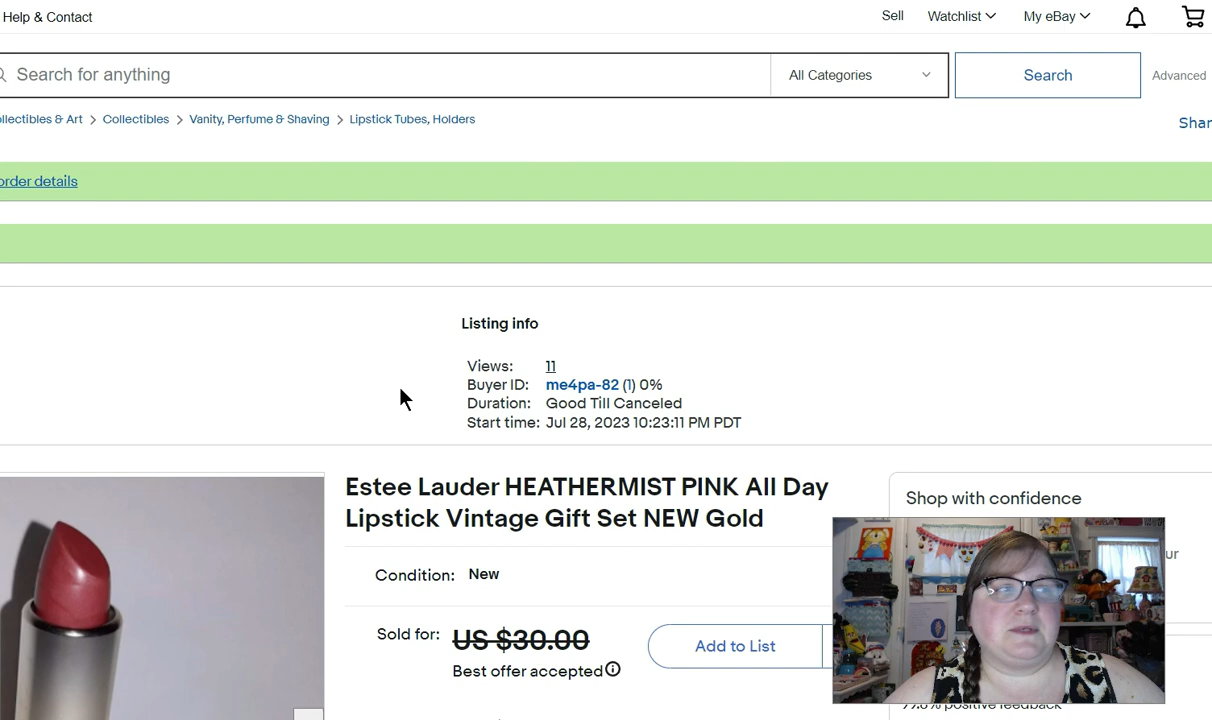 Help & Contact
Sell
Watchlist
My eBay
Search for anything
All Categories
Search
Advanced
& Art > Collectibles > Vanity, Perfume & Shaving > Lipstick Tubes, Holders
order details
Listing info
Views: 11
Buyer ID: me4pa-82 (1) 0%
Duration: Good Till Canceled
Start time: Jul 28, 2023 10:23:11 PM PDT
Estee Lauder HEATHERMIST PINK All Day
Lipstick Vintage Gift Set NEW Gold
Condition: New
Sold for: US $30.00
Best offer accepted
Add to List
Shop with confidence
positive feedback